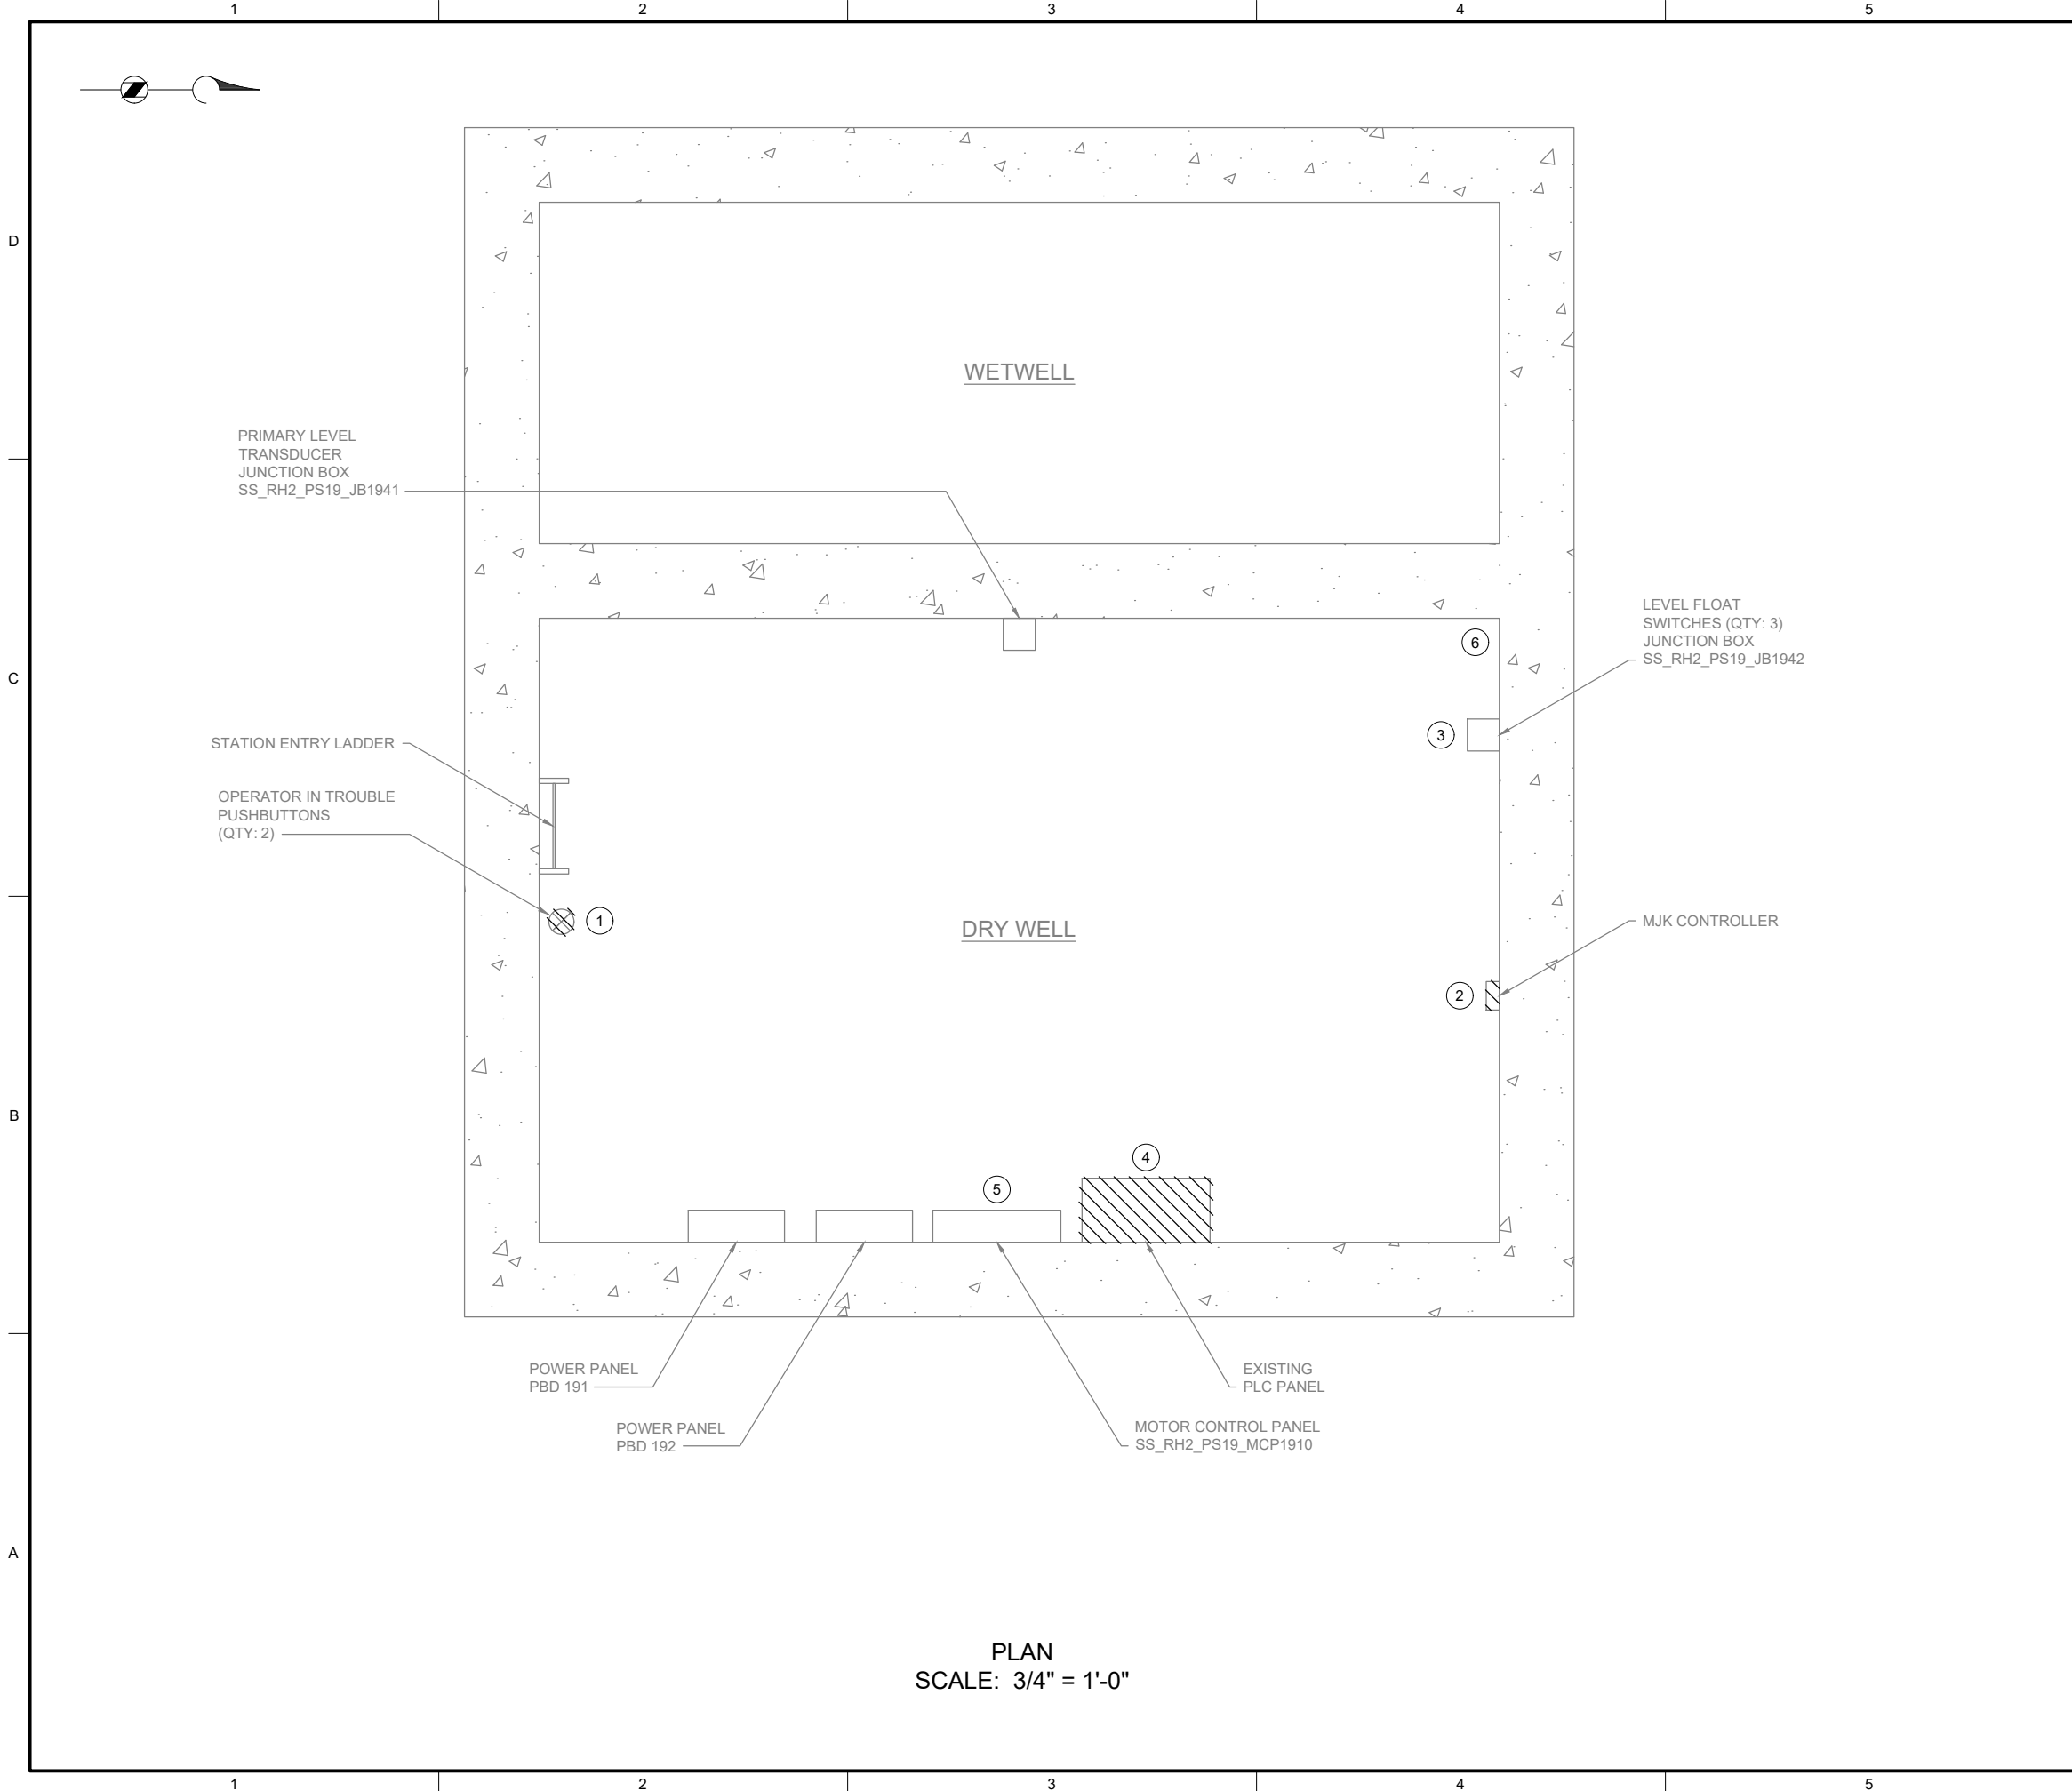 1 2 3 4 5
D
WETWELL
PRIMARY LEVEL
TRANSDUCER
JUNCTION BOX
SS_RH2_PS19_JB1941
LEVEL FLOAT
SWITCHES (QTY: 3)
JUNCTION BOX
SS_RH2_PS19_JB1942
6
C
3
STATION ENTRY LADDER
OPERATOR IN TROUBLE
PUSHBUTTONS
(QTY: 2)
1
DRY WELL
MJK CONTROLLER
2
B
4
5
POWER PANEL
PBD 191
EXISTING
PLC PANEL
POWER PANEL
PBD 192
MOTOR CONTROL PANEL
SS_RH2_PS19_MCP1910
A
PLAN
SCALE: 3/4" = 1'-0"
1 2 3 4 5